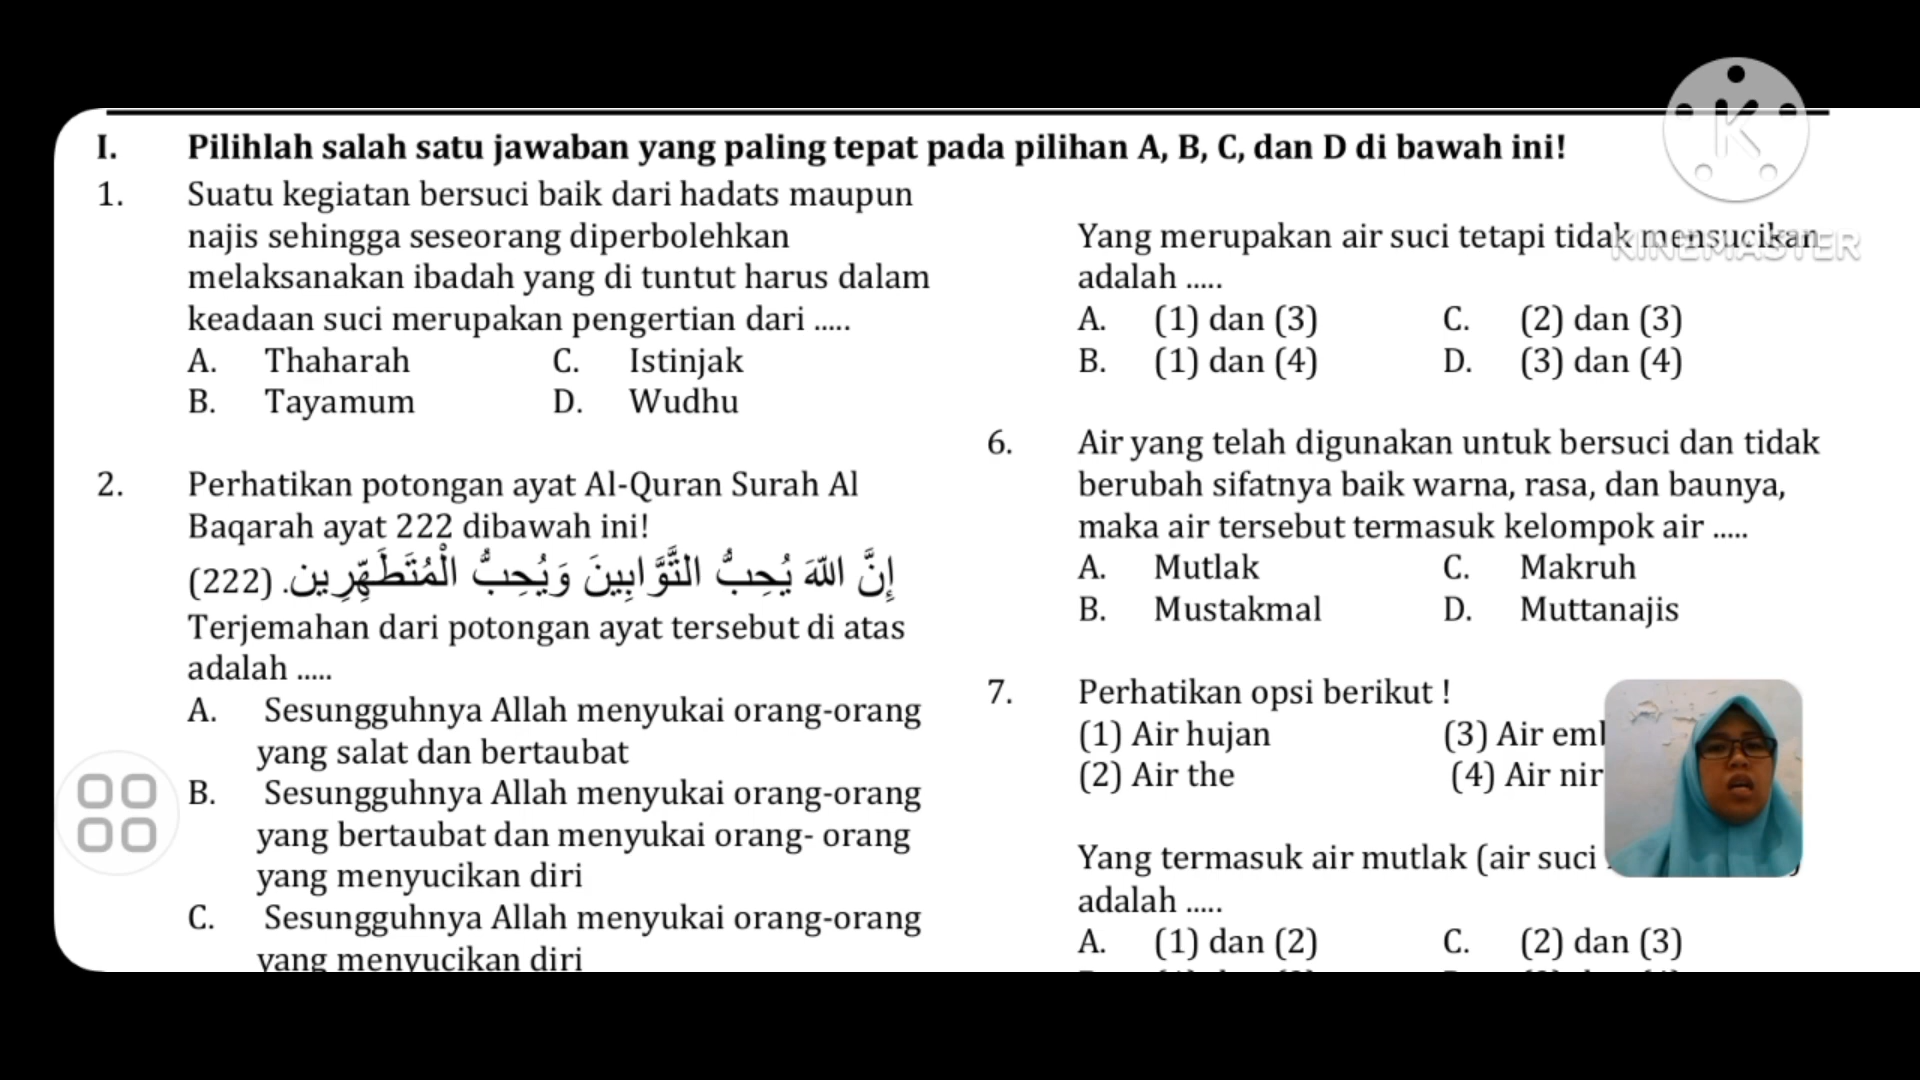 I. Pilihlah salah satu jawaban yang paling tepat pada pilihan A, B, C, dan D di bawah ini!
1. Suatu kegiatan bersuci baik dari hadats maupun
najis sehingga seseorang diperbolehkan
melaksanakan ibadah yang di tuntut harus dalam
keadaan suci merupakan pengertian dari .....
A. Thaharah C. Istinjak
B. Tayamum D. Wudhu
2. Perhatikan potongan ayat Al-Quran Surah Al
Baqarah ayat 222 dibawah ini!
إِنَّ اللهَ يُحِبُّ التَّوَّابِينَ وَيُحِبُّ الْمُتَطَهِّرِين. (222)
Terjemahan dari potongan ayat tersebut di atas
adalah .....
A. Sesungguhnya Allah menyukai orang-orang
yang salat dan bertaubat
B. Sesungguhnya Allah menyukai orang-orang
yang bertaubat dan menyukai orang- orang
yang menyucikan diri
C. Sesungguhnya Allah menyukai orang-orang
yang menyucikan diri
Yang merupakan air suci tetapi tidak mensucikan
adalah .....
A. (1) dan (3) C. (2) dan (3)
B. (1) dan (4) D. (3) dan (4)
6. Air yang telah digunakan untuk bersuci dan tidak
berubah sifatnya baik warna, rasa, dan baunya,
maka air tersebut termasuk kelompok air .....
A. Mutlak C. Makruh
B. Mustakmal D. Muttanajis
7. Perhatikan opsi berikut !
(1) Air hujan (3) Air
(2) Air the (4) Air
Yang termasuk air mutlak (air suci
adalah .....
A. (1) dan (2) C. (2) dan (3)
K
KINEMASTER